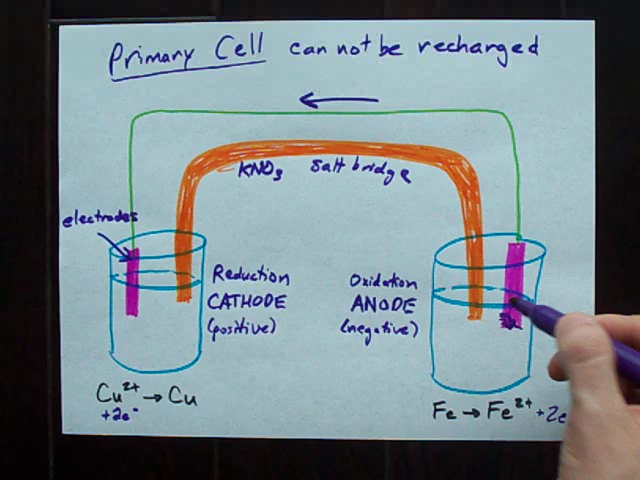 Primary Cell can not be recharged
KNO3 Salt bridge
electrodes
Reduction
CATHODE
(positive)
Oxidation
ANODE
(negative)
Cu2+ → Cu
+2e-
Fe → Fe2+ +2e